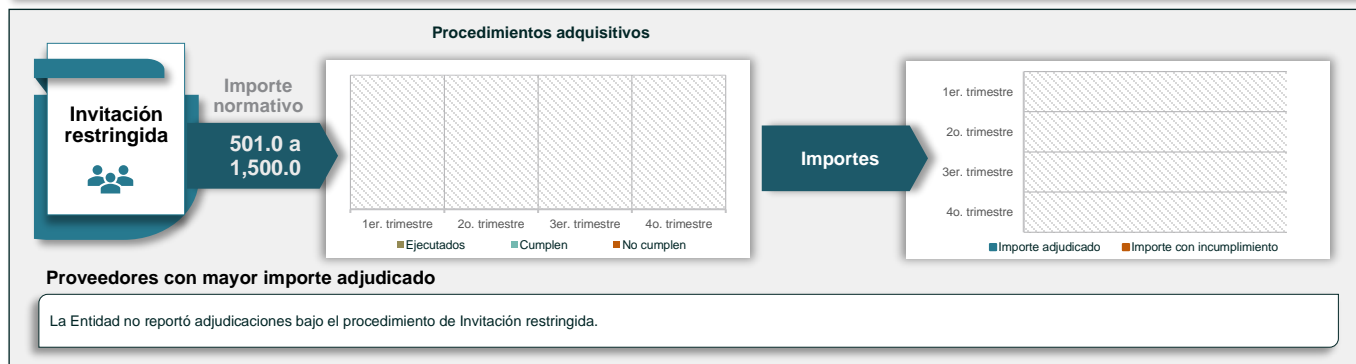 Procedimientos adquisitivos
Invitación
restringida
Importe
normativo
501.0 a
1,500.0
1er. trimestre 2o. trimestre 3er. trimestre 4o. trimestre
Ejecutados Cumplen No cumplen
Importes
1er. trimestre
2o. trimestre
3er. trimestre
4o. trimestre
Importe adjudicado Importe con incumplimiento
Proveedores con mayor importe adjudicado
La Entidad no reportó adjudicaciones bajo el procedimiento de Invitación restringida.